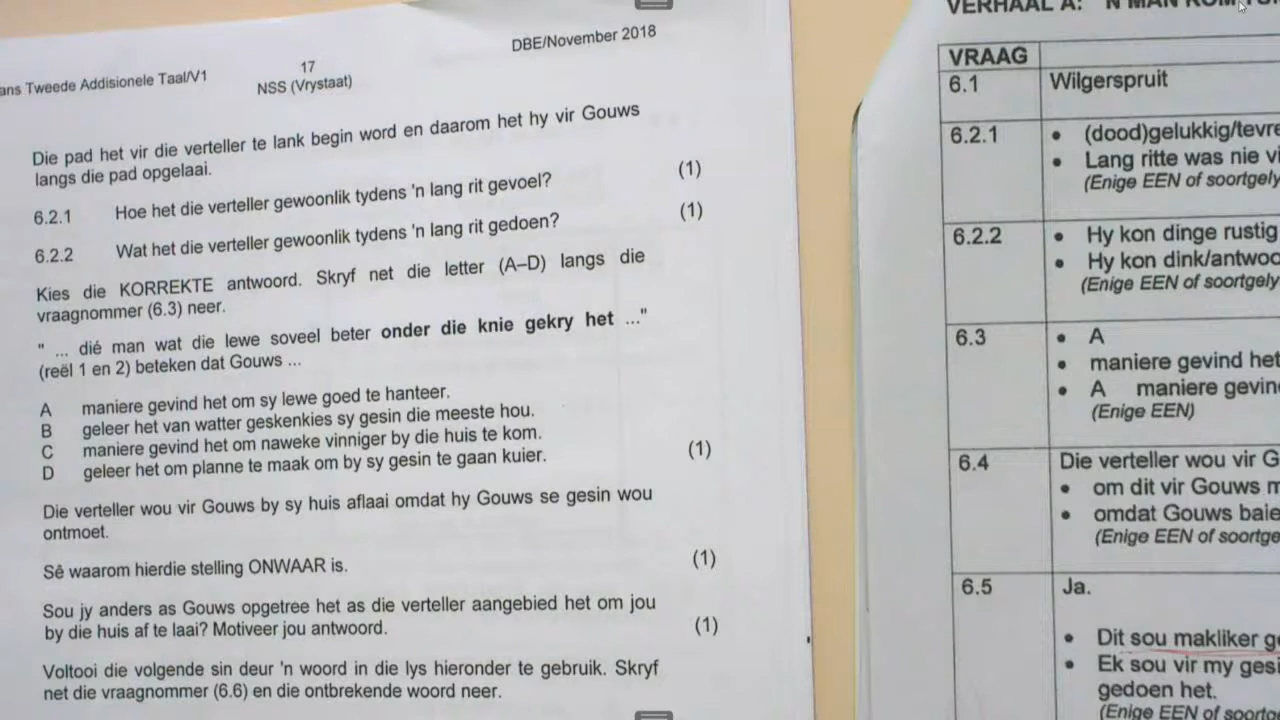 DBE/November 2018
17
ans Tweede Addisionele Taal/V1
NSS (Vrystaat)
Die pad het vir die verteller te lank begin word en daarom het hy vir Gouws
langs die pad opgelaai.
6.2.1 Hoe het die verteller gewoonlik tydens 'n lang rit gevoel? (1)
6.2.2 Wat het die verteller gewoonlik tydens 'n lang rit gedoen? (1)
Kies die KORREKTE antwoord. Skryf net die letter (A–D) langs die
vraagnommer (6.3) neer.
" ... dié man wat die lewe soveel beter onder die knie gekry het ..."
(reël 1 en 2) beteken dat Gouws ...
A maniere gevind het om sy lewe goed te hanteer.
B geleer het van watter geskenkies sy gesin die meeste hou.
C maniere gevind het om naweke vinniger by die huis te kom.
D geleer het om planne te maak om by sy gesin te gaan kuier. (1)
Die verteller wou vir Gouws by sy huis aflaai omdat hy Gouws se gesin wou
ontmoet.
Sê waarom hierdie stelling ONWAAR is. (1)
Sou jy anders as Gouws opgetree het as die verteller aangebied het om jou
by die huis af te laai? Motiveer jou antwoord. (1)
Voltooi die volgende sin deur 'n woord in die lys hieronder te gebruik. Skryf
net die vraagnommer (6.6) en die ontbrekende woord neer.
VERHAAL A: 'N MAN KOM
VRAAG
6.1 Wilgerspruit
6.2.1 • (dood)gelukkig/tevre
• Lang ritte was nie vi
(Enige EEN of soortgely
6.2.2 • Hy kon dinge rustig
• Hy kon dink/antwoo
(Enige EEN of soortgely
6.3 • A
• maniere gevind het
• A maniere gevin
(Enige EEN)
6.4 Die verteller wou vir G
• om dit vir Gouws m
• omdat Gouws baie
(Enige EEN of soortge
6.5 Ja.
• Dit sou makliker g
• Ek sou vir my gesi
gedoen het.
(Enige EEN of soortg